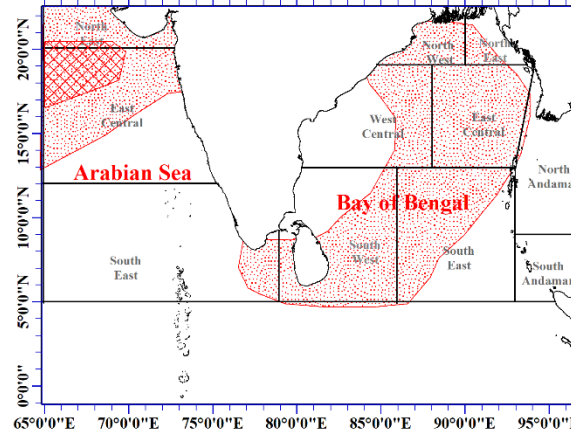 North
East
North
West
North
East
East
Central
West
Central
East
Central
Arabian Sea
North
Andaman
Bay of Bengal
South
East
South
West
South
East
South
Andaman
20°0'0"N
15°0'0"N
10°0'0"N
5°0'0"N
0°0'0"
65°0'0"E
70°0'0"E
75°0'0"E
80°0'0"E
85°0'0"E
90°0'0"E
95°0'0"E